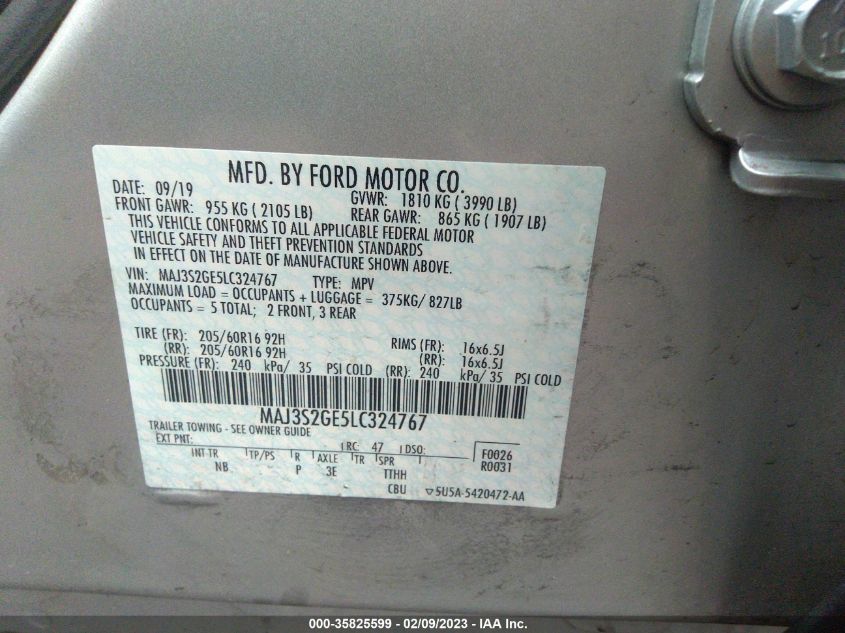 MFD. BY FORD MOTOR CO.
DATE: 09/19 GVWR: 1810 KG ( 3990 LB)
FRONT GAWR: 955 KG ( 2105 LB) REAR GAWR: 865 KG ( 1907 LB)
THIS VEHICLE CONFORMS TO ALL APPLICABLE FEDERAL MOTOR
VEHICLE SAFETY AND THEFT PREVENTION STANDARDS
IN EFFECT ON THE DATE OF MANUFACTURE SHOWN ABOVE.
VIN: MAJ3S2GE5LC324767 TYPE: MPV
MAXIMUM LOAD = OCCUPANTS + LUGGAGE = 375KG/ 827LB
OCCUPANTS = 5 TOTAL; 2 FRONT, 3 REAR
TIRE (FR): 205/60R16 92H RIMS (FR): 16x6.5J
(RR): 205/60R16 92H (RR): 16x6.5J
PRESSURE (FR): 240 kPa/ 35 PSI COLD (RR): 240 kPa/ 35 PSI COLD
MAJ3S2GE5LC324767
TRAILER TOWING - SEE OWNER GUIDE
EXT PNT: RC: 47 DSO: F0026
INT TR TP/PS R AXLE TR SPR R0031
NB P 3E TTHH
CBU 5U5A-5420472-AA
000-35825599 - 02/09/2023 - IAA Inc.